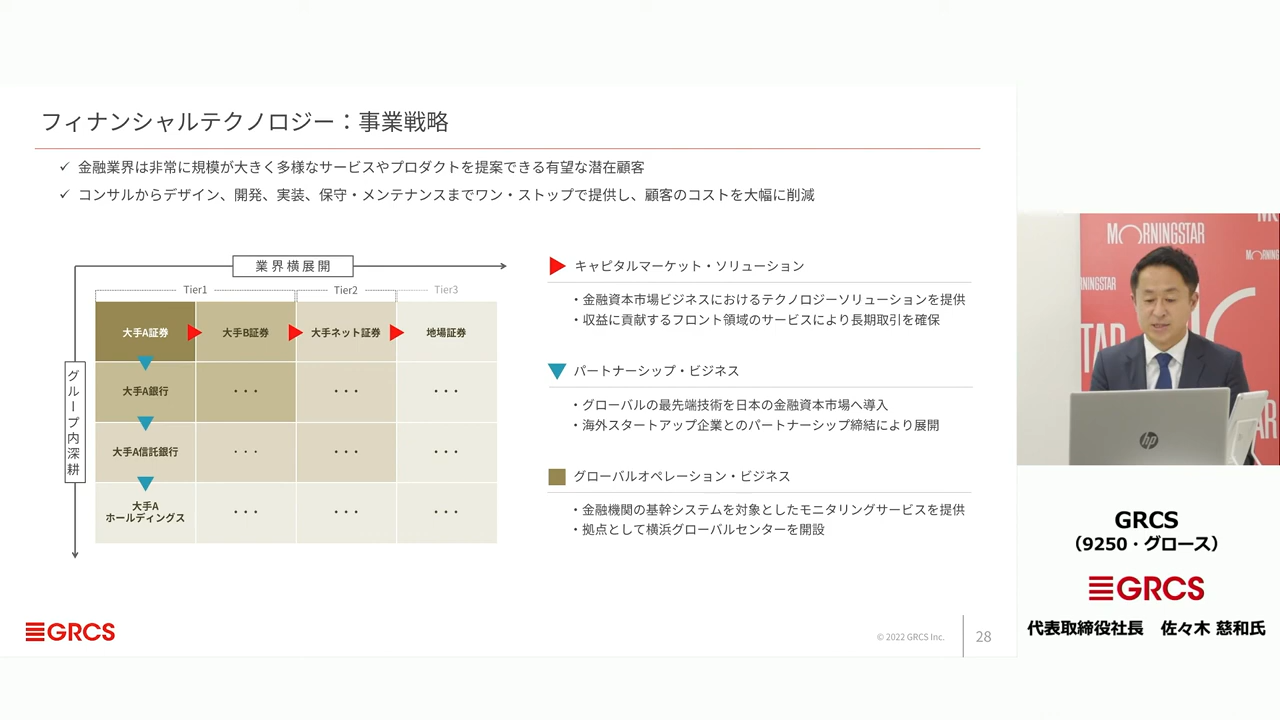 フィナンシャルテクノロジー：事業戦略
✓ 金融業界は非常に規模が大きく多様なサービスやプロダクトを提案できる有望な潜在顧客
✓ コンサルからデザイン、開発、実装、保守・メンテナンスまでワン・ストップで提供し、顧客のコストを大幅に削減
業界横展開
Tier1
Tier2
Tier3
グループ内深耕
大手A証券
大手B証券
大手ネット証券
地場証券
大手A銀行
・・・
・・・
・・・
大手A信託銀行
・・・
・・・
・・・
大手A
ホールディングス
・・・
・・・
・・・
キャピタルマーケット・ソリューション
・金融資本市場ビジネスにおけるテクノロジーソリューションを提供
・収益に貢献するフロント領域のサービスにより長期取引を確保
パートナーシップ・ビジネス
・グローバルの最先端技術を日本の金融資本市場へ導入
・海外スタートアップ企業とのパートナーシップ締結により展開
グローバルオペレーション・ビジネス
・金融機関の基幹システムを対象としたモニタリングサービスを提供
・拠点として横浜グローバルセンターを開設
GRCS
© 2022 GRCS Inc.
28
MORNINGSTAR
MORNINGSTAR
hp
GRCS
（9250・グロース）
GRCS
代表取締役社長　佐々木 慈和氏